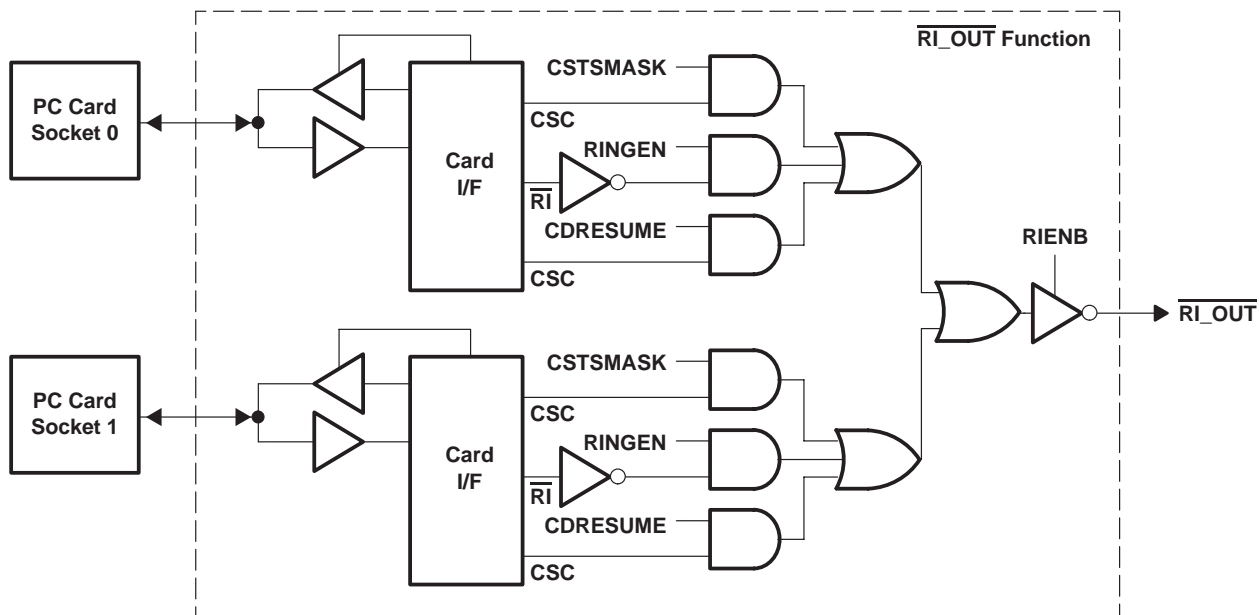 RI_OUT Function
PC Card
Socket 0
Card
I/F
CSTSMASK
CSC
RINGEN
RI
CDRESUME
CSC
RIENB
RI_OUT
PC Card
Socket 1
Card
I/F
CSTSMASK
CSC
RINGEN
RI
CDRESUME
CSC